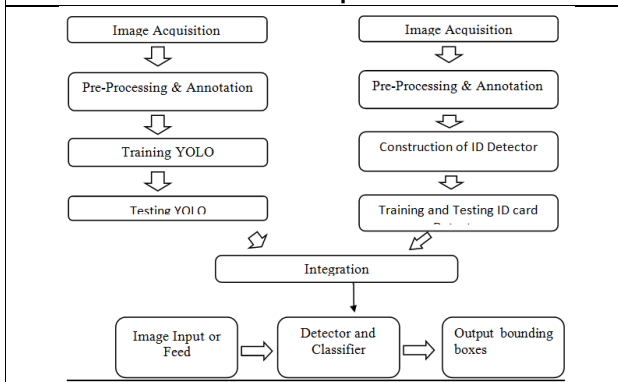 Image Acquisition
Pre-Processing & Annotation
Training YOLO
Testing YOLO
Image Acquisition
Pre-Processing & Annotation
Construction of ID Detector
Training and Testing ID card
Integration
Image Input or
Feed
Detector and
Classifier
Output bounding
boxes